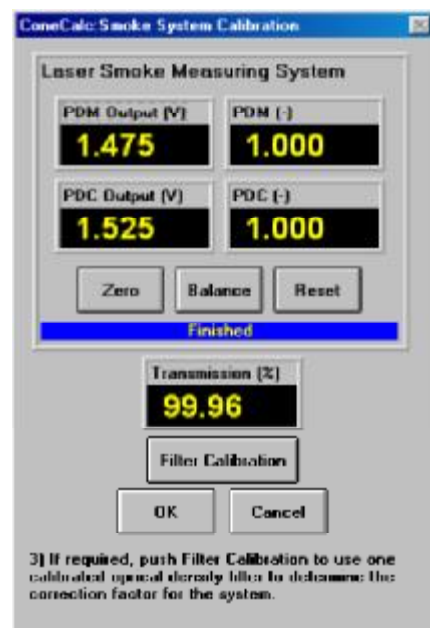 ConeCalc: Smoke System Calibration
Laser Smoke Measuring System
PDM Output (V) PDM (-)
1.475 1.000
PDC Output (V) PDC (-)
1.525 1.000
Zero Balance Reset
Finished
Transmission (%)
99.96
Filter Calibration
OK Cancel
3) If required, push Filter Calibration to use one
calibrated optical density filter to determine the
correction factor for the system.